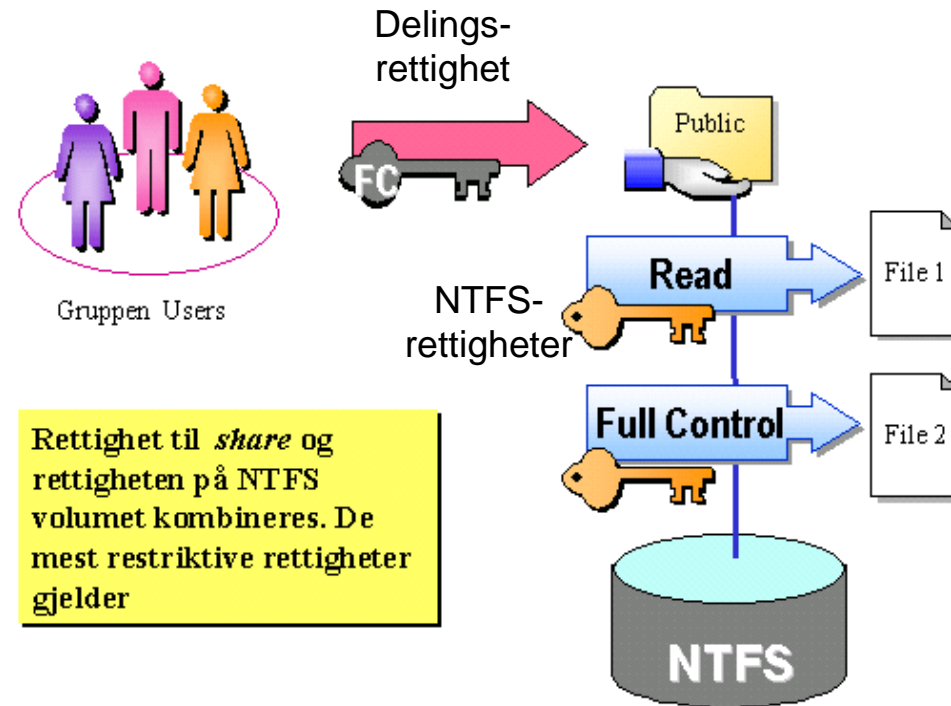 Delings-
rettighet
Public
FC
Read
File 1
Gruppen Users
NTFS-
rettigheter
Full Control
File 2
Rettighet til share og
rettigheten på NTFS
volumet kombineres. De
mest restriktive rettigheter
gjelder
NTFS